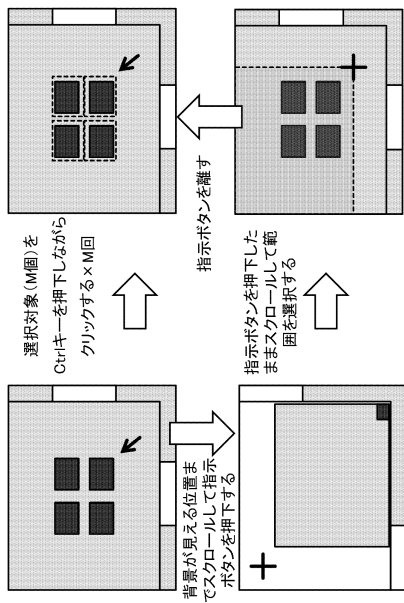 選択対象（M個）を
Ctrlキーを押下しながら
クリックする×M回
背景が見える位置ま
でスクロールして指示
ボタンを押下する
指示ボタンを押下した
ままスクロールして範
囲を選択する
指示ボタンを離す